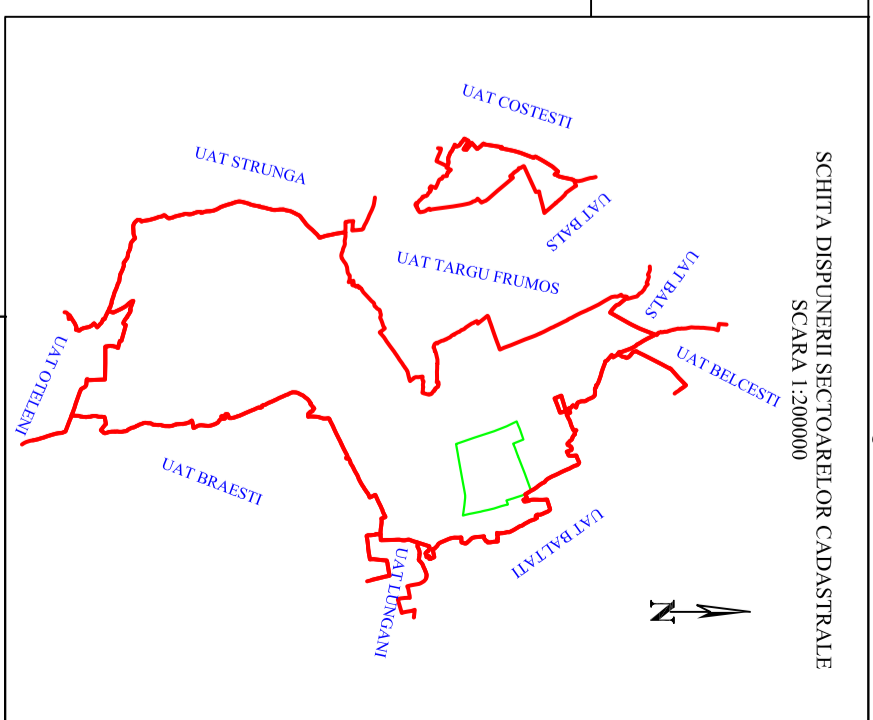 SCHITA DISPUNERII SECTOARELOR CADASTRALE
SCARA 1:200000
UAT COSTESTI
UAT STRUNGA
UAT BALS
UAT TARGU FRUMOS
UAT BALS
UAT BELCESTI
UAT OTELENI
UAT BRAESTI
UAT BALTATI
UAT LUNGANI
N